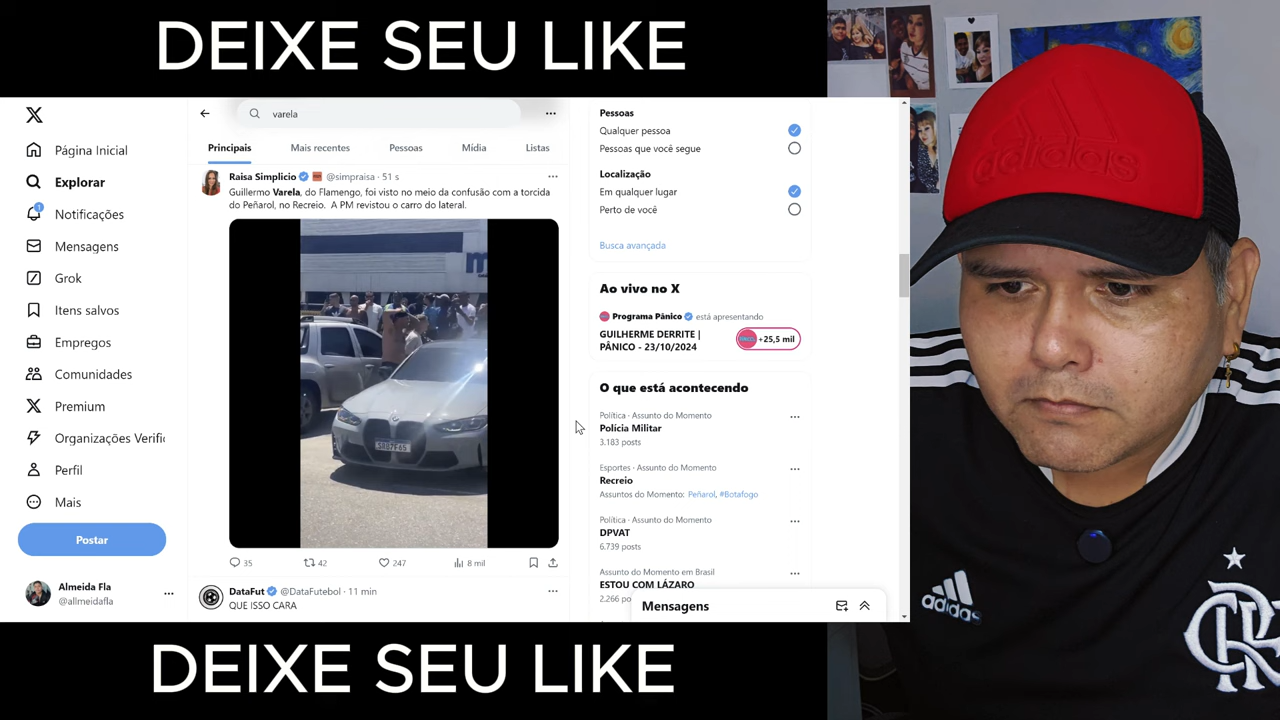 DEIXE SEU LIKE
varela
Principais
Mais recentes
Pessoas
Mídia
Listas
Página Inicial
Explorar
1
Notificações
Mensagens
Grok
Itens salvos
Empregos
Comunidades
Premium
Organizações Verific
Perfil
Mais
Postar
Almeida Fla
@allmeidafla
Raisa Simplicio @simpraisa · 51 s
Guillermo Varela, do Flamengo, foi visto no meio da confusão com a torcida
do Peñarol, no Recreio. A PM revistou o carro do lateral.
35
42
247
8 mil
DataFut @DataFutebol · 11 min
QUE ISSO CARA
Pessoas
Qualquer pessoa
Pessoas que você segue
Localização
Em qualquer lugar
Perto de você
Busca avançada
Ao vivo no X
Programa Pânico está apresentando
GUILHERME DERRITE |
PÂNICO - 23/10/2024
+25,5 mil
O que está acontecendo
Política · Assunto do Momento
Polícia Militar
3.183 posts
Esportes · Assunto do Momento
Recreio
Assuntos do Momento: Peñarol, #Botafogo
Política · Assunto do Momento
DPVAT
6.739 posts
Assunto do Momento em Brasil
ESTOU COM LÁZARO
2.266 po
Mensagens
adidas
adidas
DEIXE SEU LIKE